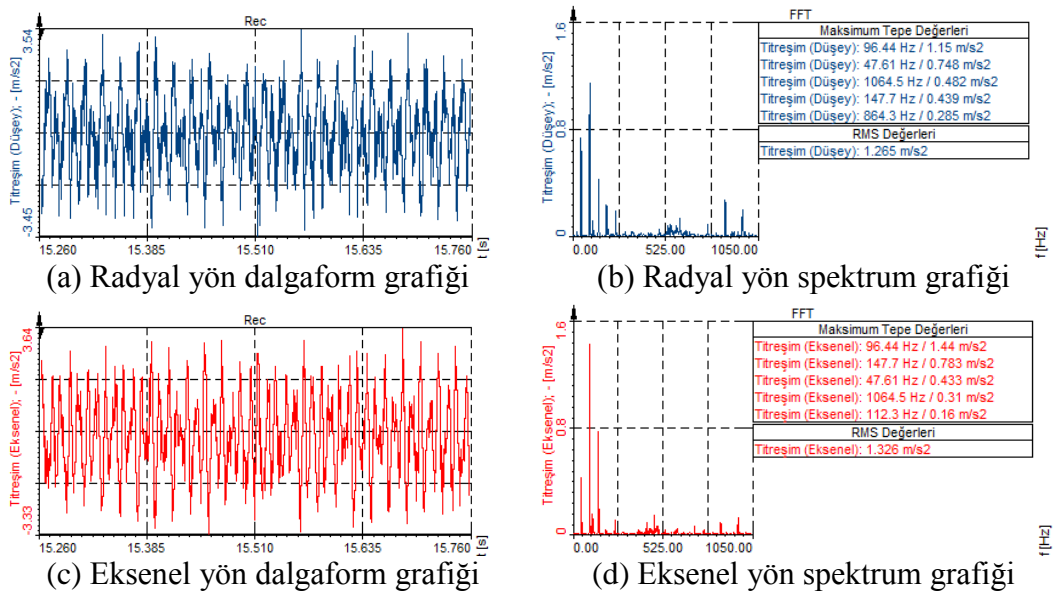 Rec
3.54
Titreşim (Düşey); - [m/s2]
-3.45
15.260
15.385
15.510
15.635
15.760
t [s]
(a) Radyal yön dalgaform grafiği
FFT
1.6
Titreşim (Düşey); - [m/s2]
0.8
0
0.00
525.00
1050.00
f [Hz]
Maksimum Tepe Değerleri
Titreşim (Düşey): 96.44 Hz / 1.15 m/s2
Titreşim (Düşey): 47.61 Hz / 0.748 m/s2
Titreşim (Düşey): 1064.5 Hz / 0.482 m/s2
Titreşim (Düşey): 147.7 Hz / 0.439 m/s2
Titreşim (Düşey): 864.3 Hz / 0.285 m/s2
RMS Değerleri
Titreşim (Düşey): 1.265 m/s2
(b) Radyal yön spektrum grafiği
Rec
3.64
Titreşim (Eksenel); - [m/s2]
-3.33
15.260
15.385
15.510
15.635
15.760
t [s]
(c) Eksenel yön dalgaform grafiği
FFT
1.6
Titreşim (Eksenel); - [m/s2]
0.8
0
0.00
525.00
1050.00
f [Hz]
Maksimum Tepe Değerleri
Titreşim (Eksenel): 96.44 Hz / 1.44 m/s2
Titreşim (Eksenel): 147.7 Hz / 0.783 m/s2
Titreşim (Eksenel): 47.61 Hz / 0.433 m/s2
Titreşim (Eksenel): 1064.5 Hz / 0.31 m/s2
Titreşim (Eksenel): 112.3 Hz / 0.16 m/s2
RMS Değerleri
Titreşim (Eksenel): 1.326 m/s2
(d) Eksenel yön spektrum grafiği